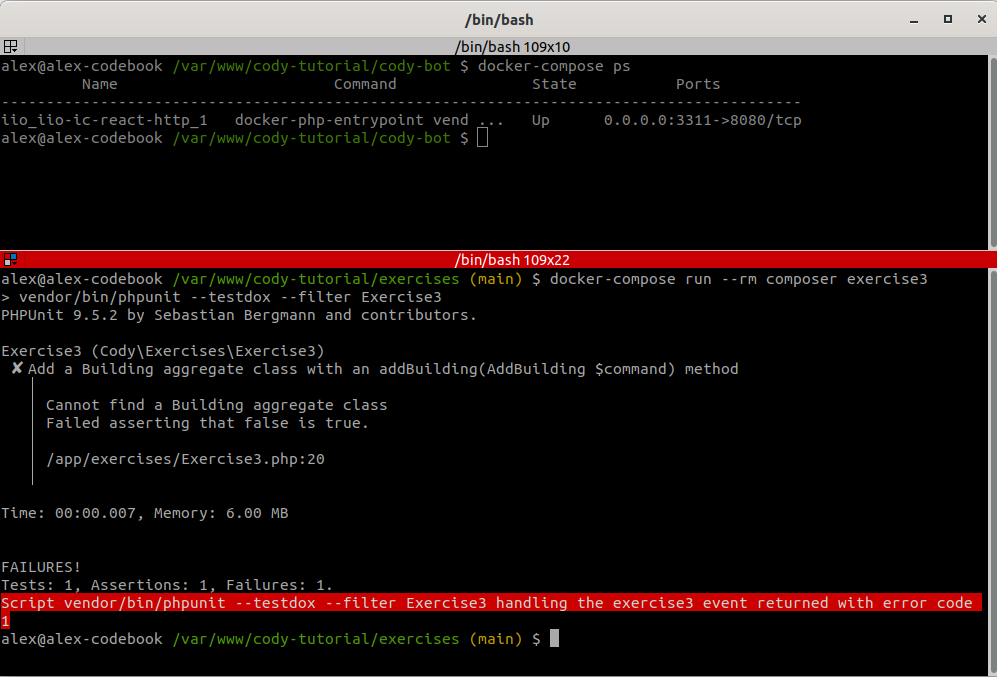 /bin/bash
/bin/bash 109x10
alex@alex-codebook /var/www/cody-tutorial/cody-bot $ docker-compose ps
Name Command State Ports
-----------------------------------------------------------------------------------------
iio_iio-ic-react-http_1 docker-php-entrypoint vend ... Up 0.0.0.0:3311->8080/tcp
alex@alex-codebook /var/www/cody-tutorial/cody-bot $
/bin/bash 109x22
alex@alex-codebook /var/www/cody-tutorial/exercises (main) $ docker-compose run --rm composer exercise3
> vendor/bin/phpunit --testdox --filter Exercise3
PHPUnit 9.5.2 by Sebastian Bergmann and contributors.
Exercise3 (Cody\Exercises\Exercise3)
✘ Add a Building aggregate class with an addBuilding(AddBuilding $command) method
Cannot find a Building aggregate class
Failed asserting that false is true.
/app/exercises/Exercise3.php:20
Time: 00:00.007, Memory: 6.00 MB
FAILURES!
Tests: 1, Assertions: 1, Failures: 1.
Script vendor/bin/phpunit --testdox --filter Exercise3 handling the exercise3 event returned with error code
1
alex@alex-codebook /var/www/cody-tutorial/exercises (main) $